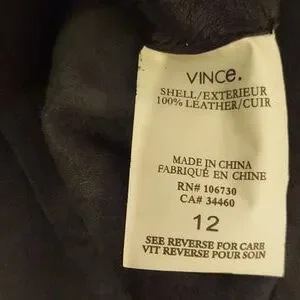 VINCe.
SHELL/EXTERIEUR
100% LEATHER/CUIR
MADE IN CHINA
FABRIQUÉ EN CHINE
RN# 106730
CA# 34460
12
SEE REVERSE FOR CARE
VIT REVERSE POUR SOIN